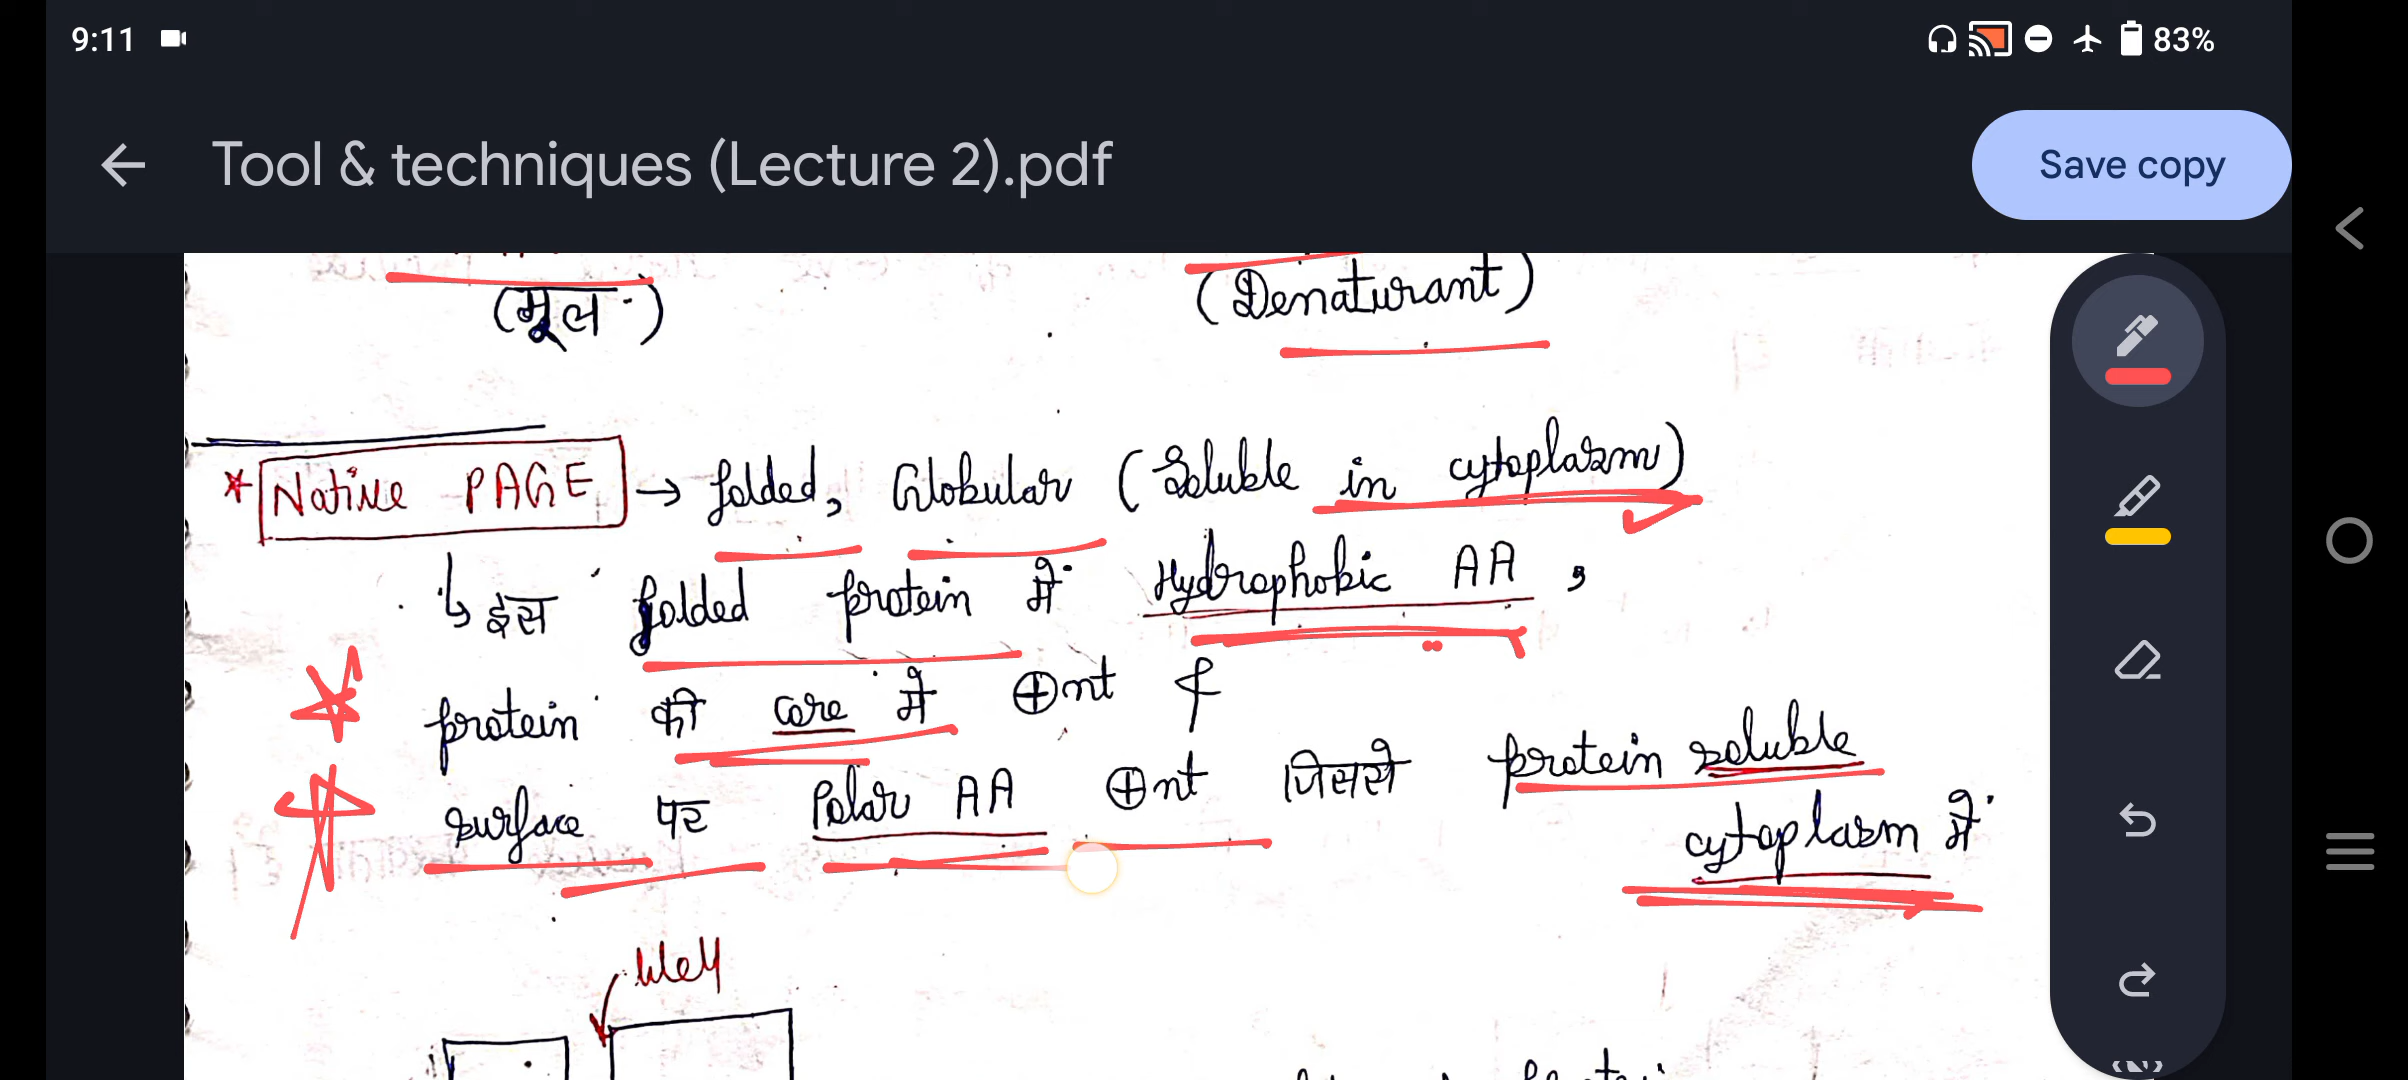 9:11 83%
Tool & techniques (Lecture 2).pdf
Save copy
(मूल) (Denaturant)
* Native PAGE → folded, Globular (Soluble in cytoplasm)
↳ इस folded protein में Hydrophobic AA,
protein की core में ⊕nt &
surface पर Polar AA ⊕nt जिससे protein soluble
cytoplasm में
Well